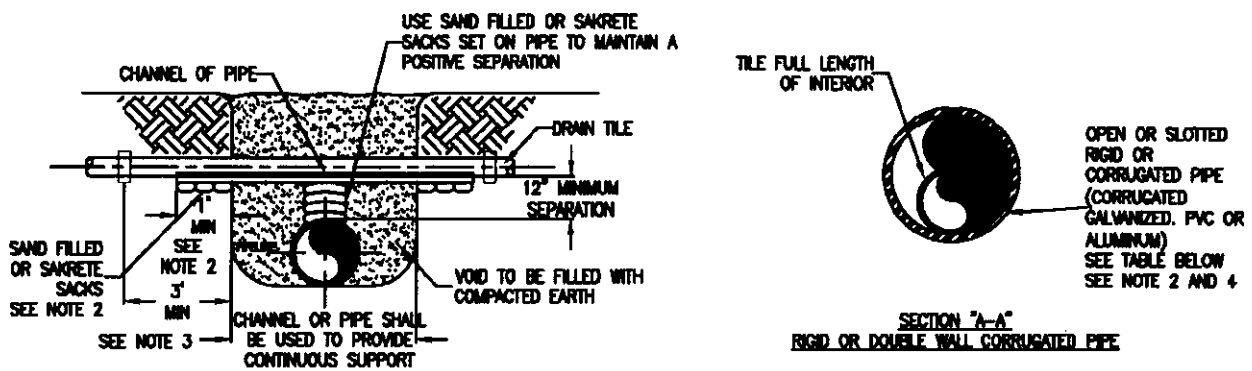 USE SAND FILLED OR SAKRETE
SACKS SET ON PIPE TO MAINTAIN A
POSITIVE SEPARATION
CHANNEL OF PIPE
DRAIN TILE
12" MINIMUM
SEPARATION
1'
MIN
SEE
NOTE 2
SAND FILLED
OR SAKRETE
SACKS
SEE NOTE 2
3'
MIN
SEE NOTE 3
VOID TO BE FILLED WITH
COMPACTED EARTH
CHANNEL OR PIPE SHALL
BE USED TO PROVIDE
CONTINUOUS SUPPORT
TILE FULL LENGTH
OF INTERIOR
OPEN OR SLOTTED
RIGID OR
CORRUGATED PIPE
(CORRUGATED
GALVANIZED. PVC OR
ALUMINUM)
SEE TABLE BELOW
SEE NOTE 2 AND 4
SECTION "A-A"
RIGID OR DOUBLE WALL CORRUGATED PIPE